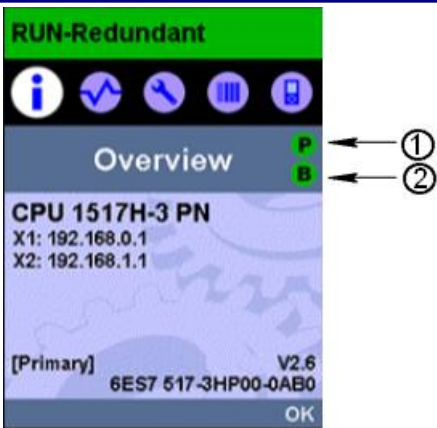 RUN-Redundant
Overview
P
B
①
②
CPU 1517H-3 PN
X1: 192.168.0.1
X2: 192.168.1.1
[Primary] V2.6
6ES7 517-3HP00-0AB0
OK